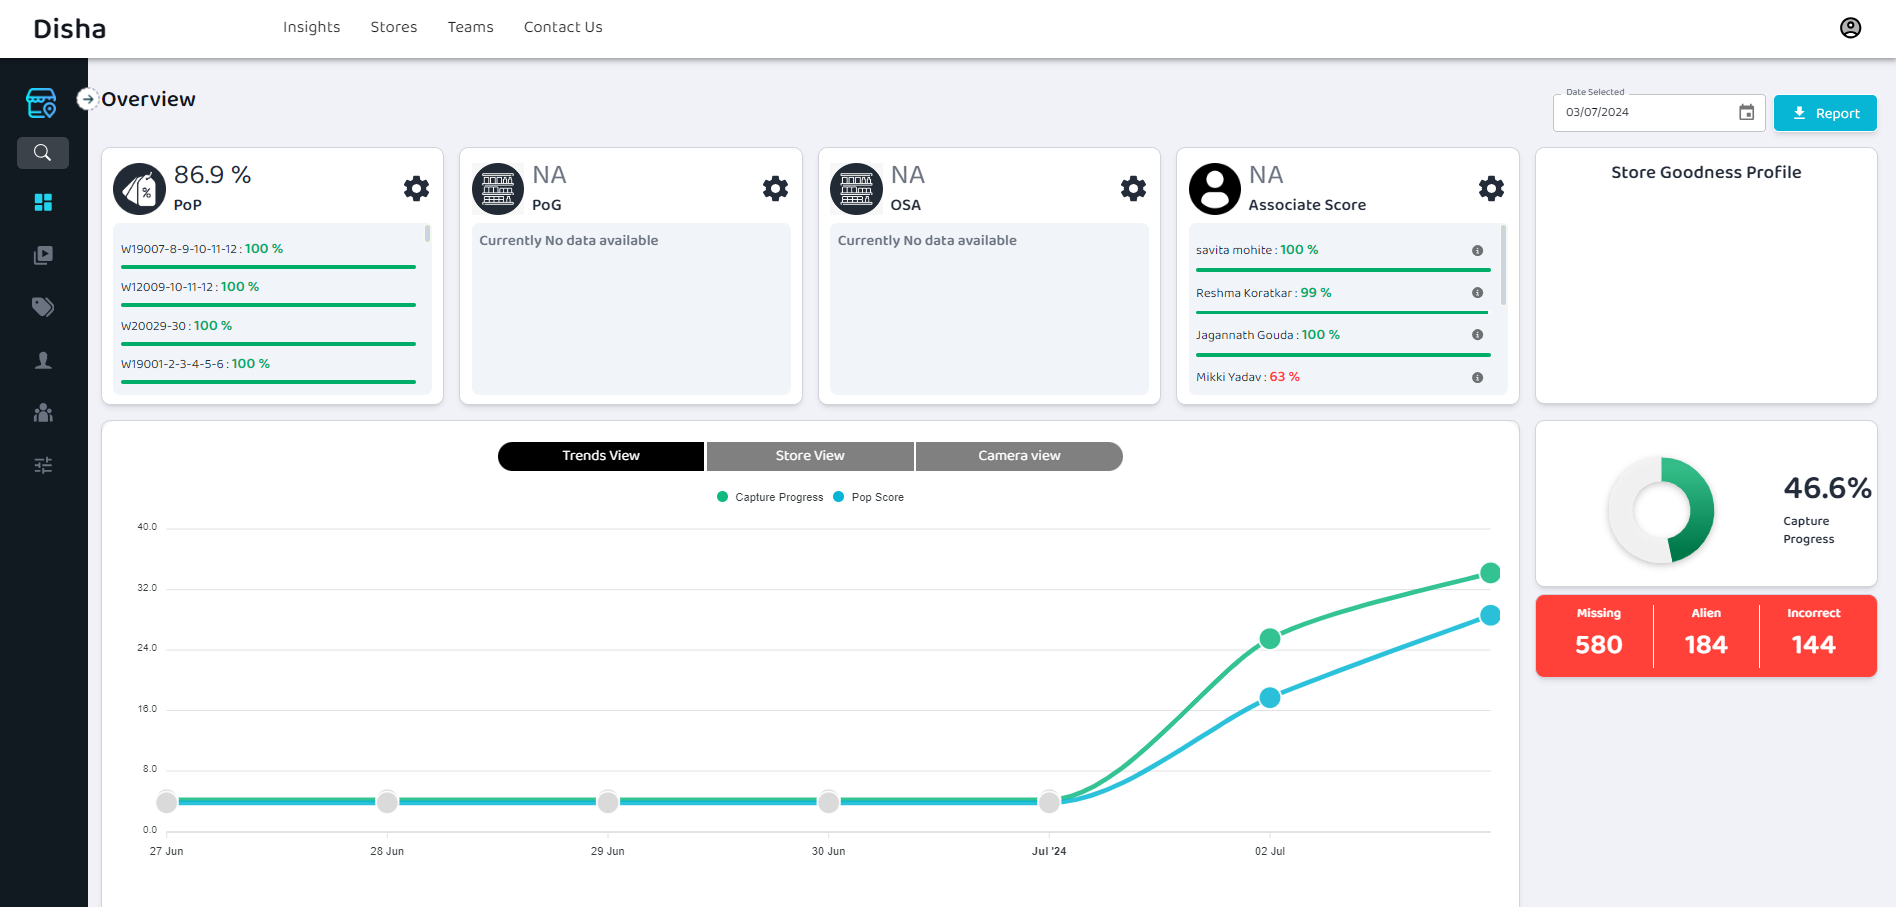 Disha
Insights
Stores
Teams
Contact Us
Overview
Date Selected
03/07/2024
Report
86.9 %
PoP
%
W19007-8-9-10-11-12 : 100 %
W12009-10-11-12 : 100 %
W20029-30 : 100 %
W19001-2-3-4-5-6 : 100 %
NA
PoG
Currently No data available
NA
OSA
Currently No data available
NA
Associate Score
savita mohite : 100 %
Reshma Koratkar : 99 %
Jagannath Gouda : 100 %
Mikki Yadav : 63 %
Store Goodness Profile
Trends View
Store View
Camera view
Capture Progress
Pop Score
40.0
32.0
24.0
16.0
8.0
0.0
27 Jun
28 Jun
29 Jun
30 Jun
Jul '24
02 Jul
46.6%
Capture
Progress
Missing
580
Alien
184
Incorrect
144